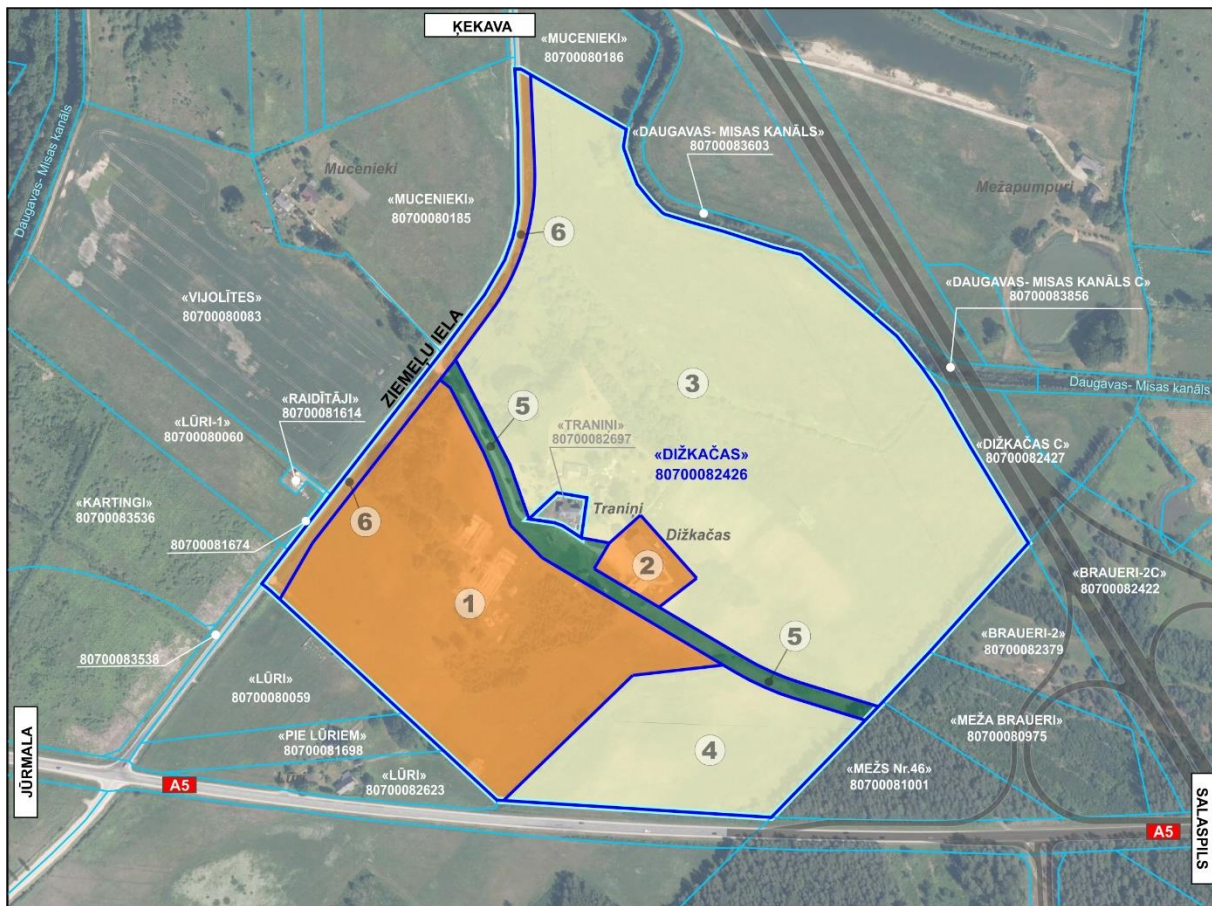 ĶEKAVA
«MUCENIEKI»
80700080186
«DAUGAVAS- MISAS KANĀLS»
80700083603
Daugavas- Misas kanāls
Mucenieki
«MUCENIEKI»
80700080185
Mežapumpuri
6
«VIJOLĪTES»
80700080083
«DAUGAVAS- MISAS KANĀLS C»
80700083856
ZIEMEĻU IELA
Daugavas- Misas kanāls
3
«RAIDĪTĀJI»
80700081614
5
«LŪRI-1»
80700080060
«TRANIŅI»
80700082697
«DIŽKAČAS»
80700082426
«DIŽKAČAS C»
80700082427
«KARTINGI»
80700083536
6
Traniņi
Dižkačas
80700081674
2
«BRAUERI-2C»
80700082422
1
5
«BRAUERI-2»
80700082379
80700083538
«LŪRI»
80700080059
«MEŽA BRAUERI»
80700080975
«PIE LŪRIEM»
80700081698
4
«LŪRI»
80700082623
«MEŽS Nr.46»
80700081001
JŪRMALA
A5
A5
SALASPILS